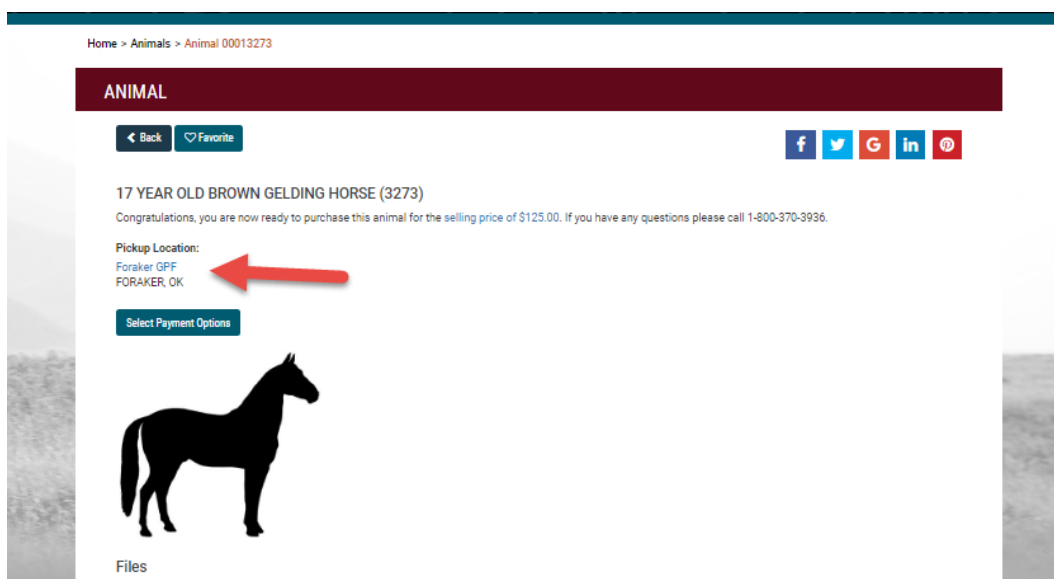 Home > Animals > Animal 00013273
ANIMAL
Back Favorite
17 YEAR OLD BROWN GELDING HORSE (3273)
Congratulations, you are now ready to purchase this animal for the selling price of $125.00. If you have any questions please call 1-800-370-3936.
Pickup Location:
Foraker GPF
FORAKER, OK
Select Payment Options
Files